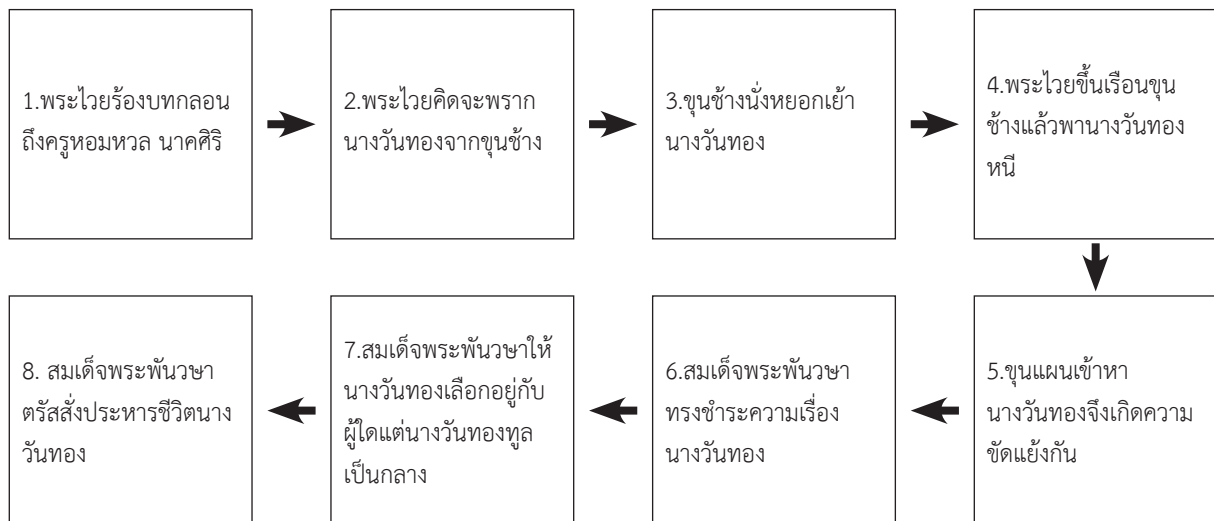 1.พระไวยร้องบทกลอน
ถึงครูหอมหวล นาคศิริ
2.พระไวยคิดจะพราก
นางวันทองจากขุนช้าง
3.ขุนช้างนั่งหยอกเย้า
นางวันทอง
4.พระไวยขึ้นเรือนขุน
ช้างแล้วพานางวันทอง
หนี
5.ขุนแผนเข้าหา
นางวันทองจึงเกิดความ
ขัดแย้งกัน
6.สมเด็จพระพันวษา
ทรงชำระความเรื่อง
นางวันทอง
7.สมเด็จพระพันวษาให้
นางวันทองเลือกอยู่กับ
ผู้ใดแต่นางวันทองทูล
เป็นกลาง
8. สมเด็จพระพันวษา
ตรัสสั่งประหารชีวิตนาง
วันทอง